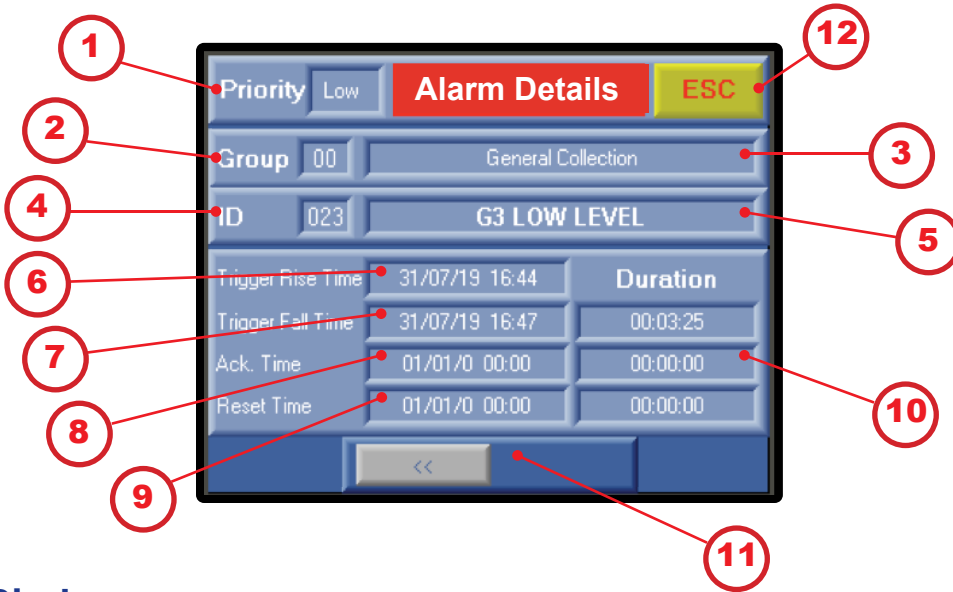 1
12
Priority Low Alarm Details ESC
2
Group 00 General Collection
3
4
ID 023 G3 LOW LEVEL
5
6
Trigger Rise Time 31/07/19 16:44 Duration
Trigger Fall Time 31/07/19 16:47 00:03:25
7
Ack. Time 01/01/0 00:00 00:00:00
8
Reset Time 01/01/0 00:00 00:00:00
10
9
<<
11